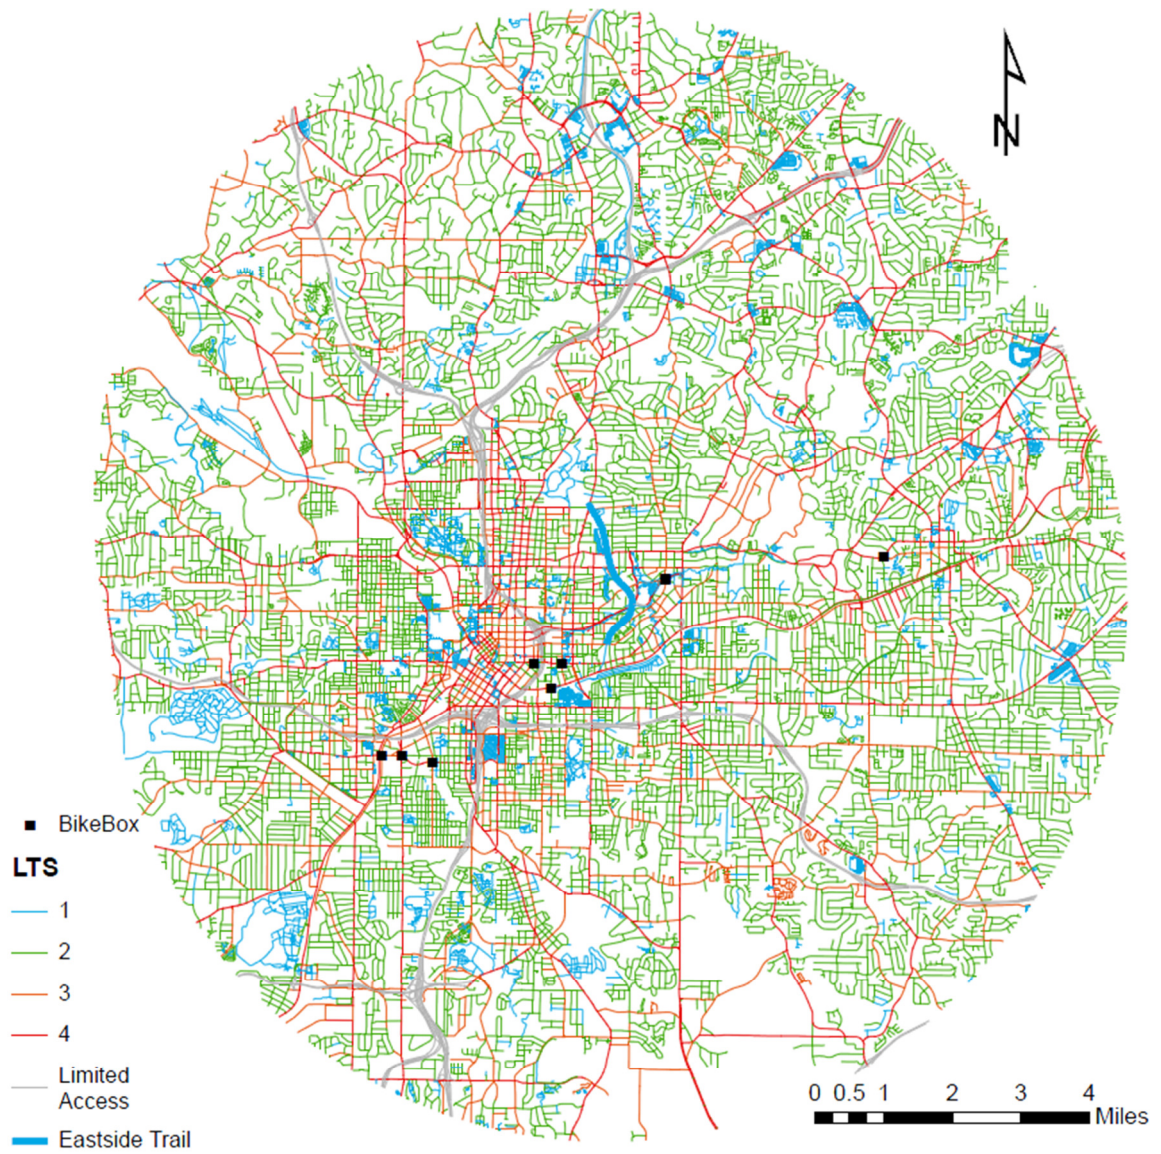 N
BikeBox
LTS
1
2
3
4
Limited
Access
Eastside Trail
0 0.5 1 2 3 4
Miles